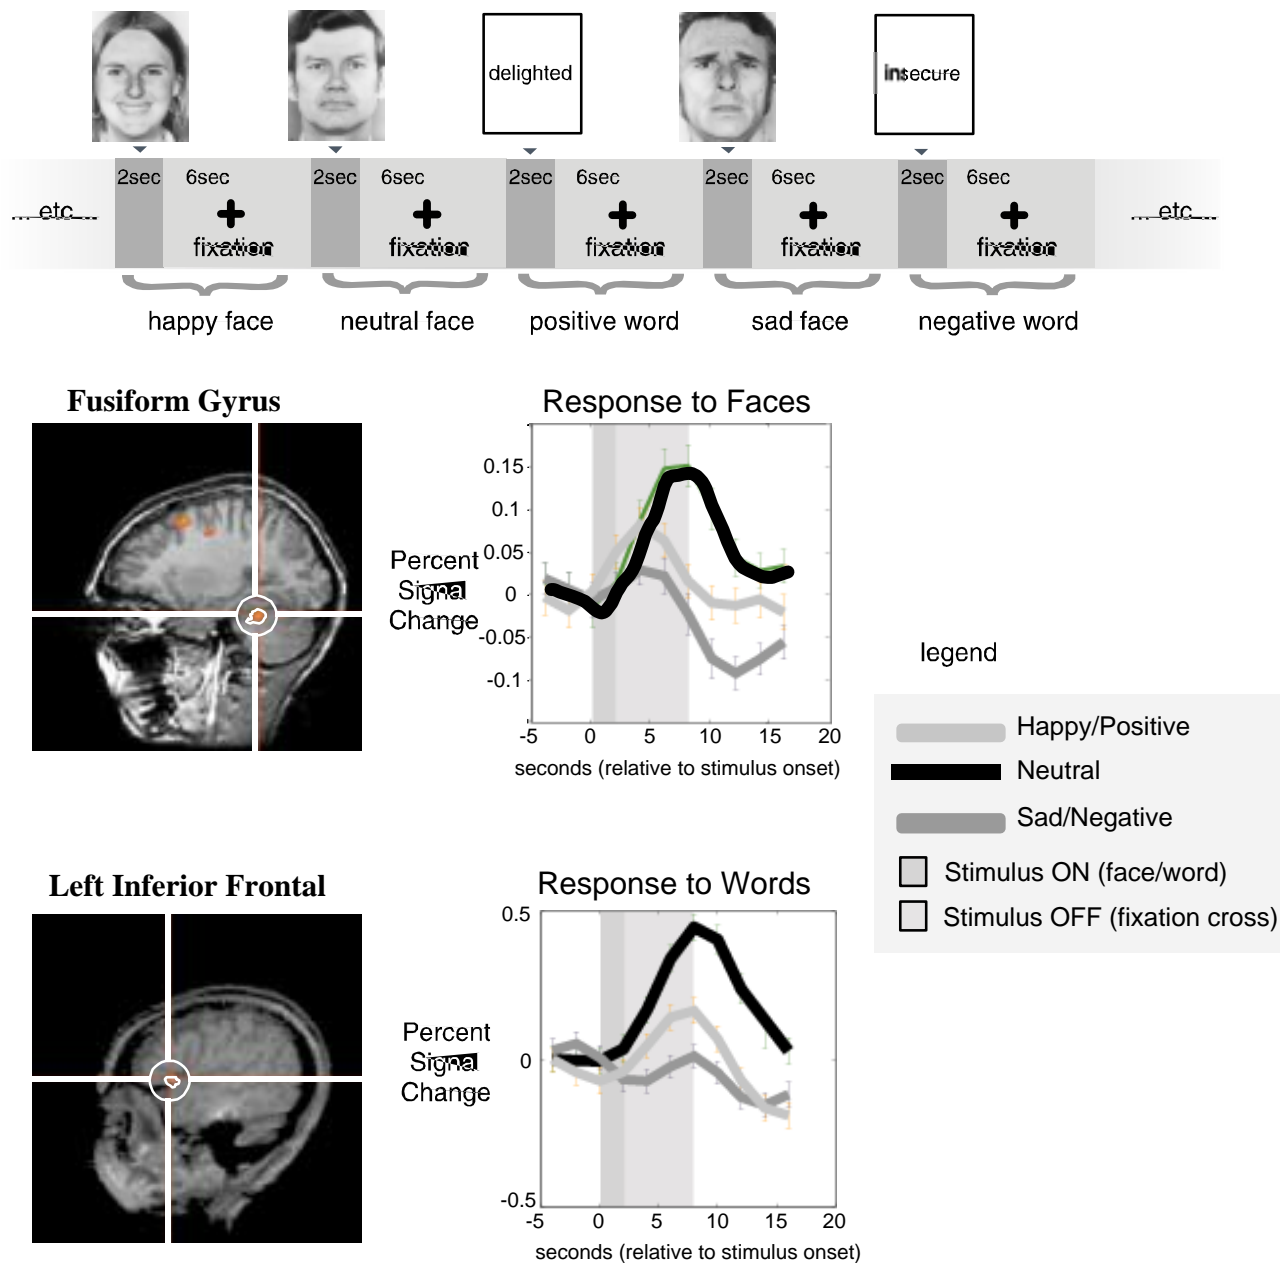 delighted
insecure
2sec 6sec 2sec 6sec 2sec 6sec 2sec 6sec 2sec 6sec
etc
etc
fixation fixation fixation fixation fixation
happy face neutral face positive word sad face negative word
Fusiform Gyrus
Response to Faces
0.15
0.1
0.05
0
-0.05
-0.1
Percent
Signal
Change
-5 0 5 10 15 20
seconds (relative to stimulus onset)
legend
Happy/Positive
Neutral
Sad/Negative
Stimulus ON (face/word)
Stimulus OFF (fixation cross)
Left Inferior Frontal
Response to Words
0.5
0
-0.5
Percent
Signal
Change
-5 0 5 10 15 20
seconds (relative to stimulus onset)